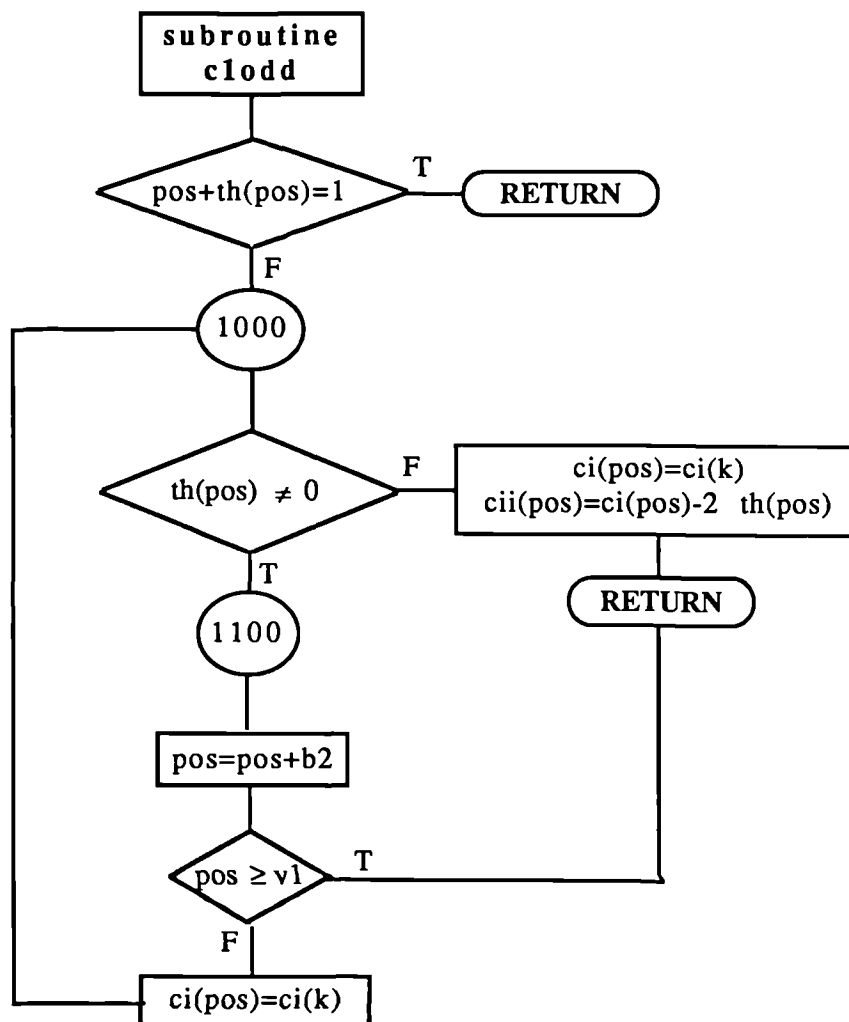 subroutine
clodd
pos+th(pos)=1
T
RETURN
F
1000
th(pos) ≠ 0
F
ci(pos)=ci(k)
cii(pos)=ci(pos)-2 th(pos)
T
RETURN
1100
pos=pos+b2
pos ≥ v1
T
F
ci(pos)=ci(k)